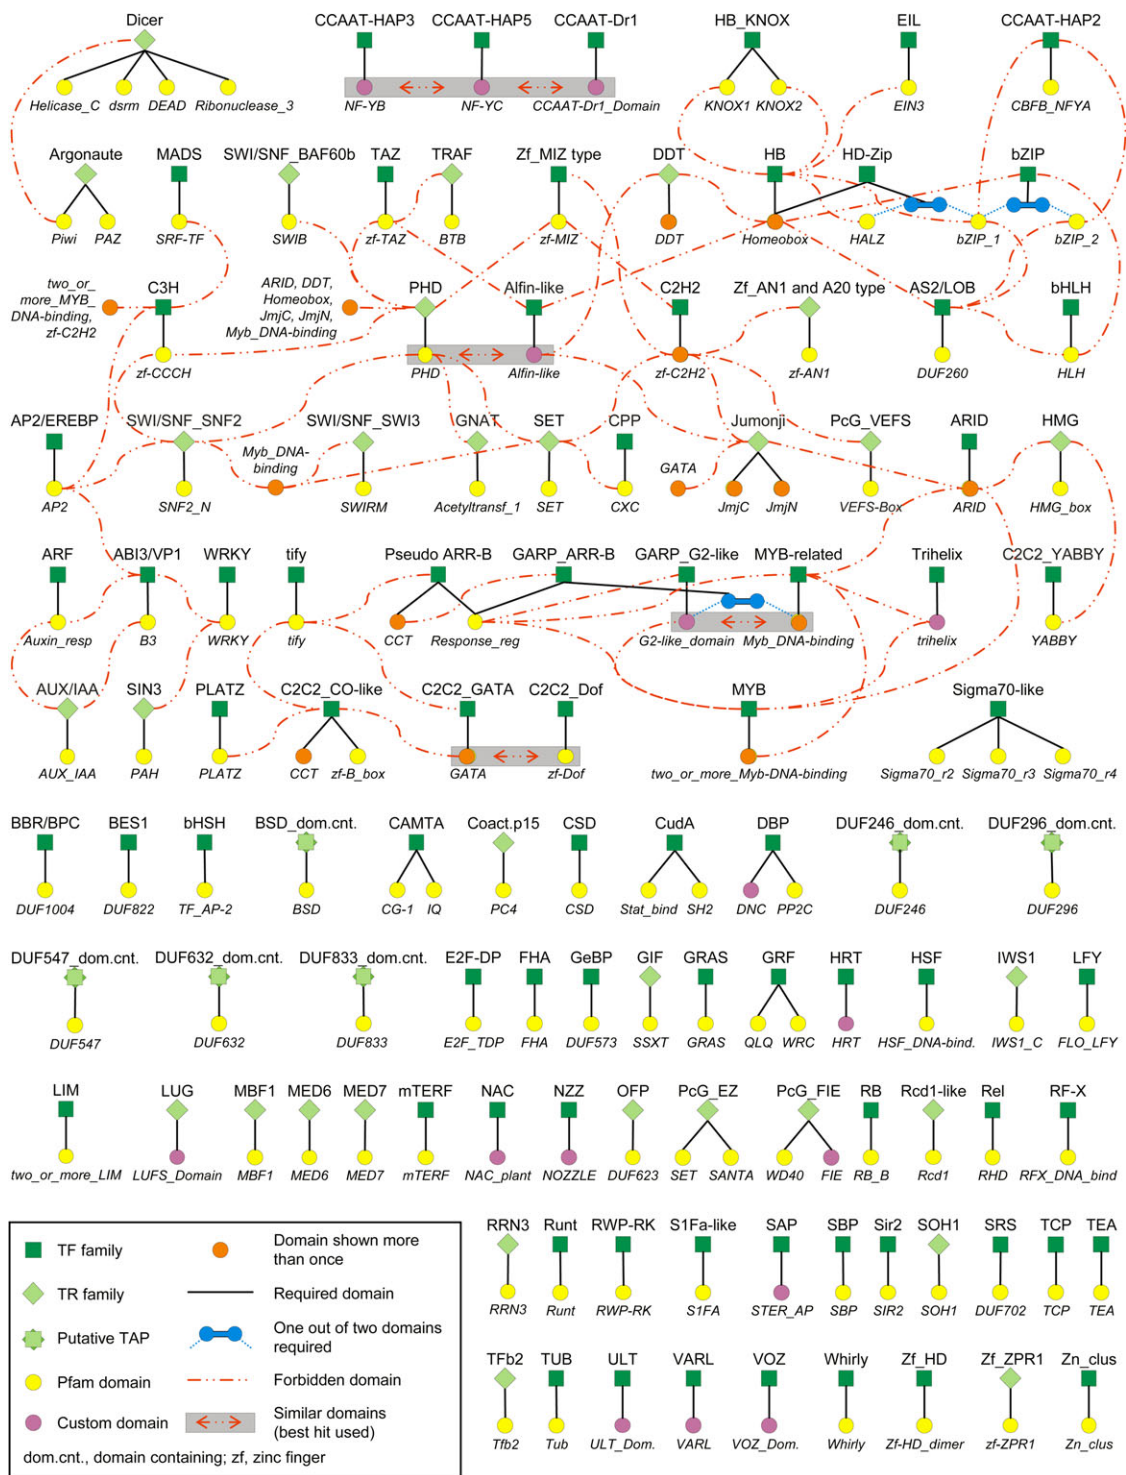 Dicer CCAAT-HAP3 CCAAT-HAP5 CCAAT-Dr1 HB_KNOX EIL CCAAT-HAP2
Helicase_C dsrm DEAD Ribonuclease_3 NF-YB NF-YC CCAAT-Dr1_Domain KNOX1 KNOX2 EIN3 CBFB_NFYA
Argonaute MADS SWI/SNF_BAF60b TAZ TRAF Zf_MIZ type DDT HB HD-Zip bZIP
Piwi PAZ SRF-TF SWIB zf-TAZ BTB zf-MIZ DDT Homeobox HALZ bZIP_1 bZIP_2
two_or_
more_MYB_
DNA-binding,
zf-C2H2
C3H
ARID, DDT,
Homeobox,
JmjC, JmjN,
Myb_DNA-binding
PHD Alfin-like C2H2 Zf_AN1 and A20 type AS2/LOB bHLH
zf-CCCH PHD Alfin-like zf-C2H2 zf-AN1 DUF260 HLH
AP2/EREBP SWI/SNF_SNF2 SWI/SNF_SWI3 GNAT SET CPP Jumonji PcG_VEFS ARID HMG
Myb_DNA-
binding
GATA
AP2 SNF2_N SWIRM Acetyltransf_1 SET CXC JmjC JmjN VEFS-Box ARID HMG_box
ARF ABI3/VP1 WRKY tify Pseudo ARR-B GARP_ARR-B GARP_G2-like MYB-related Trihelix C2C2_YABBY
Auxin_resp B3 WRKY tify CCT Response_reg G2-like_domain Myb_DNA-binding trihelix YABBY
AUX/IAA SIN3 PLATZ C2C2_CO-like C2C2_GATA C2C2_Dof MYB Sigma70-like
AUX_IAA PAH PLATZ CCT zf-B_box GATA zf-Dof two_or_more_Myb-DNA-binding Sigma70_r2 Sigma70_r3 Sigma70_r4
BBR/BPC BES1 bHSH BSD_dom.cnt. CAMTA Coact.p15 CSD CudA DBP DUF246_dom.cnt. DUF296_dom.cnt.
DUF1004 DUF822 TF_AP-2 BSD CG-1 IQ PC4 CSD Stat_bind SH2 DNC PP2C DUF246 DUF296
DUF547_dom.cnt. DUF632_dom.cnt. DUF833_dom.cnt. E2F-DP FHA GeBP GIF GRAS GRF HRT HSF IWS1 LFY
DUF547 DUF632 DUF833 E2F_TDP FHA DUF573 SSXT GRAS QLQ WRC HRT HSF_DNA-bind. IWS1_C FLO_LFY
LIM LUG MBF1 MED6 MED7 mTERF NAC NZZ OFP PcG_EZ PcG_FIE RB Rcd1-like Rel RF-X
two_or_more_LIM LUFS_Domain MBF1 MED6 MED7 mTERF NAC_plant NOZZLE DUF623 SET SANTA WD40 FIE RB_B Rcd1 RHD RFX_DNA_bind
RRN3 Runt RWP-RK S1Fa-like SAP SBP Sir2 SOH1 SRS TCP TEA
RRN3 Runt RWP-RK S1FA STER_AP SBP SIR2 SOH1 DUF702 TCP TEA
TFb2 TUB ULT VARL VOZ Whirly Zf_HD Zf_ZPR1 Zn_clus
Tfb2 Tub ULT_Dom. VARL VOZ_Dom. Whirly Zf-HD_dimer zf-ZPR1 Zn_clus
TF family
Domain shown more
than once
TR family
Required domain
Putative TAP
One out of two domains
required
Pfam domain
Forbidden domain
Custom domain
Similar domains
(best hit used)
dom.cnt., domain containing; zf, zinc finger